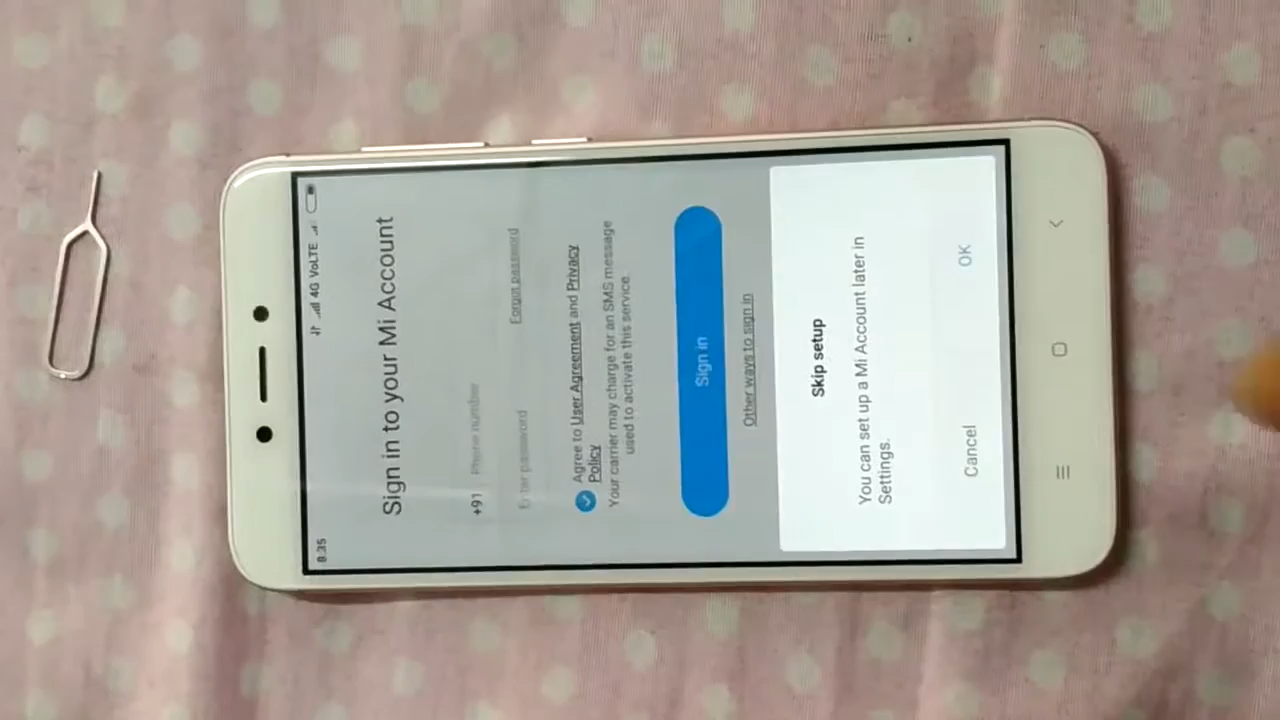 8:35
4G VoLTE
Sign in to your Mi Account
+91 Phone number
Enter password
Forgot password
Agree to User Agreement and Privacy
Policy
Your carrier may charge for an SMS message
used to activate this service.
Sign in
Other ways to sign in
Skip setup
You can set up a Mi Account later in
Settings.
Cancel
OK